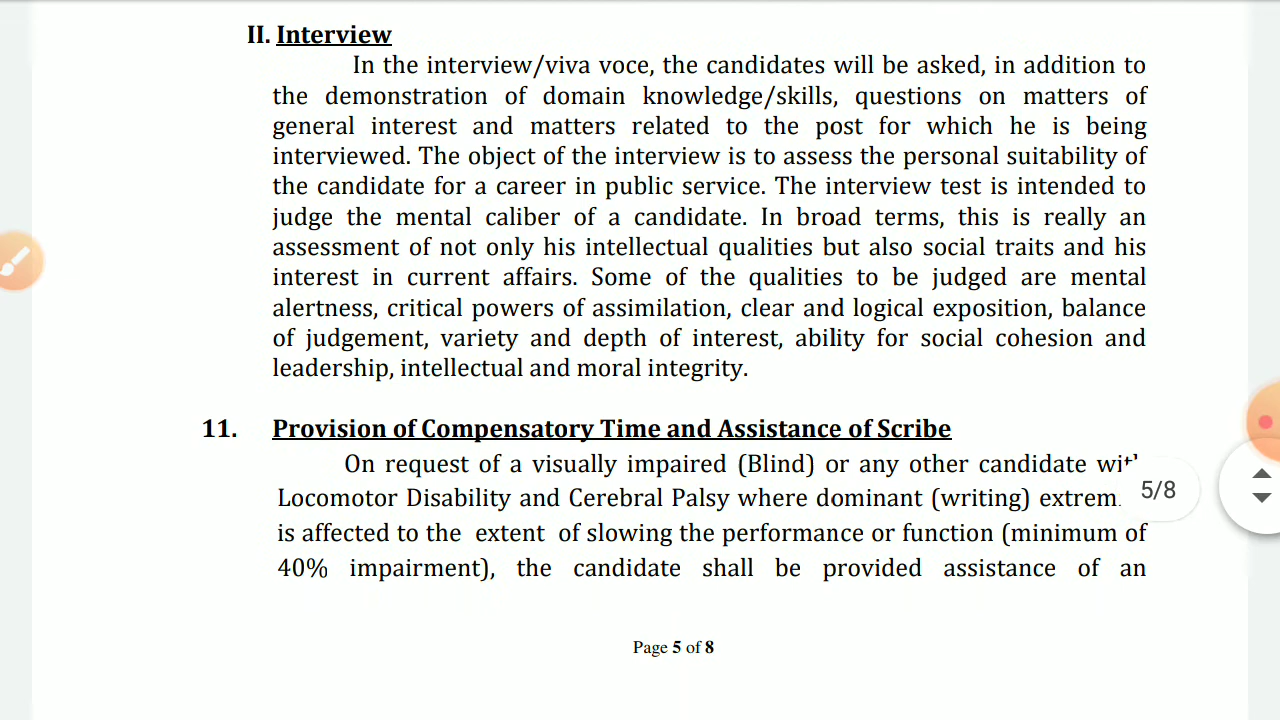 II. Interview
In the interview/viva voce, the candidates will be asked, in addition to
the demonstration of domain knowledge/skills, questions on matters of
general interest and matters related to the post for which he is being
interviewed. The object of the interview is to assess the personal suitability of
the candidate for a career in public service. The interview test is intended to
judge the mental caliber of a candidate. In broad terms, this is really an
assessment of not only his intellectual qualities but also social traits and his
interest in current affairs. Some of the qualities to be judged are mental
alertness, critical powers of assimilation, clear and logical exposition, balance
of judgement, variety and depth of interest, ability for social cohesion and
leadership, intellectual and moral integrity.
11. Provision of Compensatory Time and Assistance of Scribe
On request of a visually impaired (Blind) or any other candidate
Locomotor Disability and Cerebral Palsy where dominant (writing)
5/8
is affected to the extent of slowing the performance or function (minimum of
40% impairment), the candidate shall be provided assistance of an
Page 5 of 8